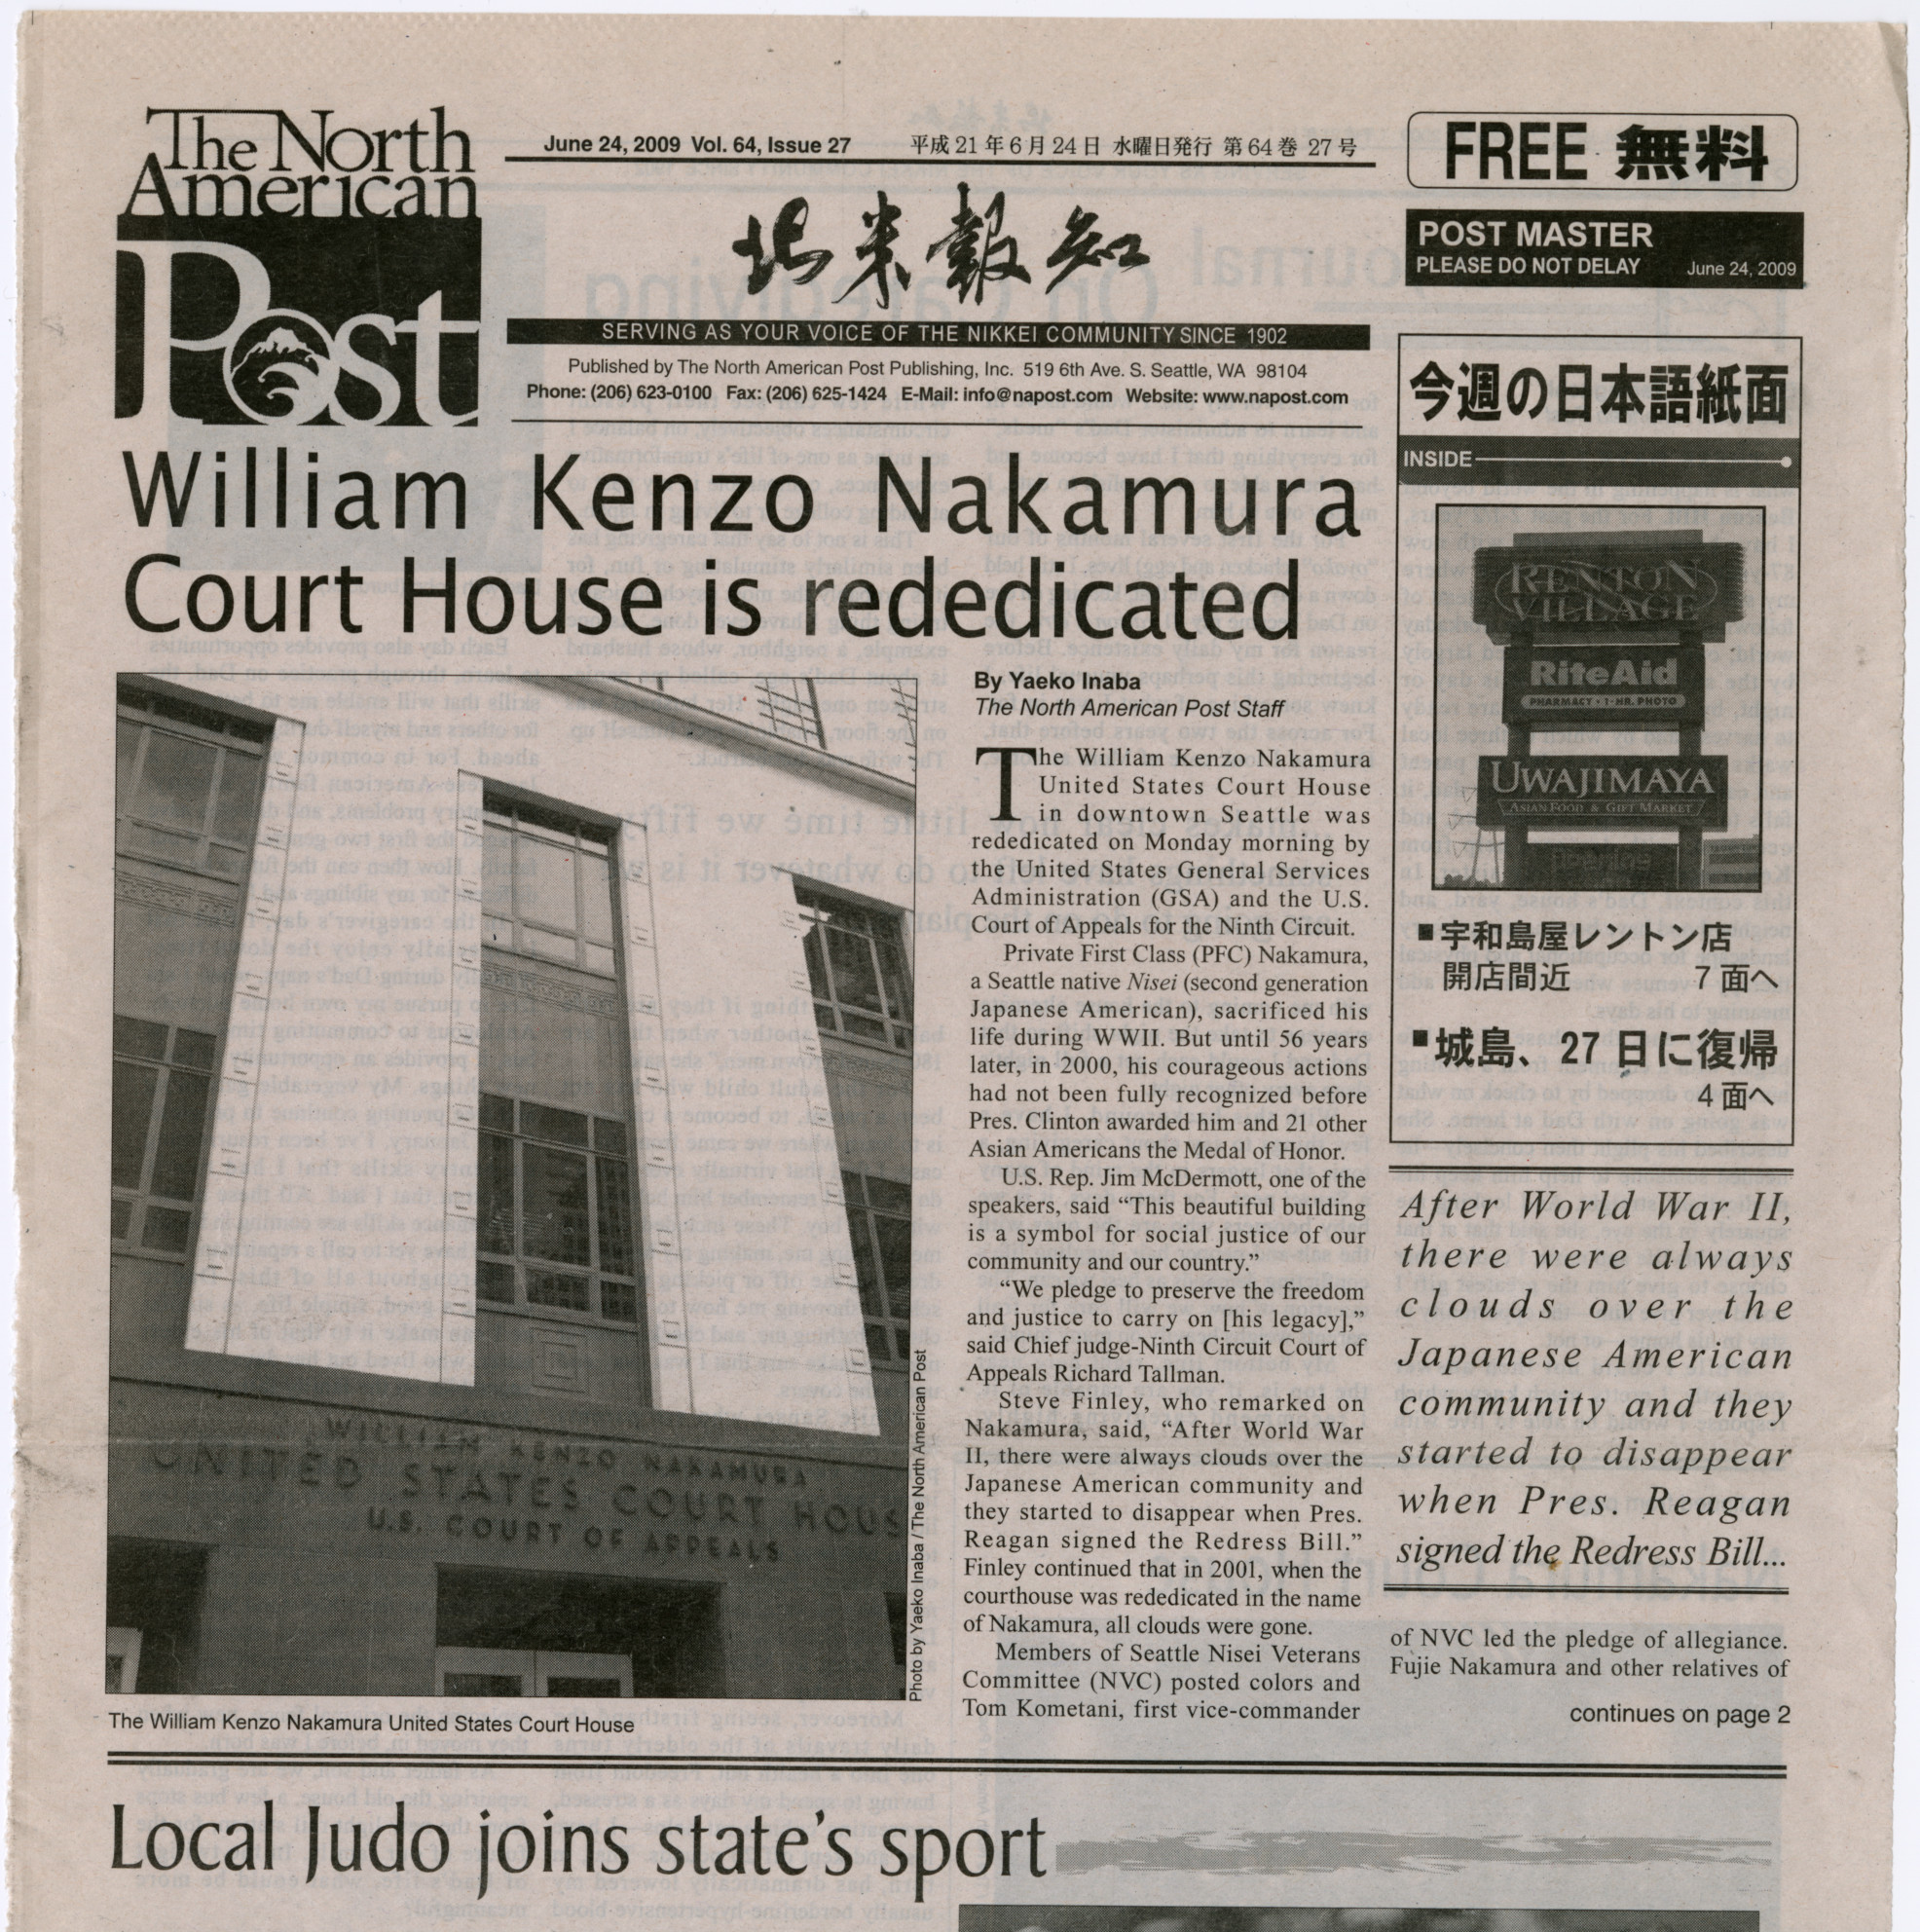 The North
American
Post
June 24, 2009 Vol. 64, Issue 27
平成21年6月24日 水曜日発行 第64巻 27号
北米報知
SERVING AS YOUR VOICE OF THE NIKKEI COMMUNITY SINCE 1902
Published by The North American Post Publishing, Inc. 519 6th Ave. S. Seattle, WA 98104
Phone: (206) 623-0100 Fax: (206) 625-1424 E-Mail: info@napost.com Website: www.napost.com
FREE 無料
POST MASTER
PLEASE DO NOT DELAY June 24, 2009
William Kenzo Nakamura
Court House is rededicated
WILLIAM KENZO NAKAMURA
UNITED STATES COURT HOUS
U.S. COURT OF APPEALS
Photo by Yaeko Inaba / The North American Post
The William Kenzo Nakamura United States Court House
By Yaeko Inaba
The North American Post Staff
The William Kenzo Nakamura
United States Court House
in downtown Seattle was
rededicated on Monday morning by
the United States General Services
Administration (GSA) and the U.S.
Court of Appeals for the Ninth Circuit.
Private First Class (PFC) Nakamura,
a Seattle native Nisei (second generation
Japanese American), sacrificed his
life during WWII. But until 56 years
later, in 2000, his courageous actions
had not been fully recognized before
Pres. Clinton awarded him and 21 other
Asian Americans the Medal of Honor.
U.S. Rep. Jim McDermott, one of the
speakers, said “This beautiful building
is a symbol for social justice of our
community and our country.”
“We pledge to preserve the freedom
and justice to carry on [his legacy],”
said Chief judge-Ninth Circuit Court of
Appeals Richard Tallman.
Steve Finley, who remarked on
Nakamura, said, “After World War
II, there were always clouds over the
Japanese American community and
they started to disappear when Pres.
Reagan signed the Redress Bill.”
Finley continued that in 2001, when the
courthouse was rededicated in the name
of Nakamura, all clouds were gone.
Members of Seattle Nisei Veterans
Committee (NVC) posted colors and
Tom Kometani, first vice-commander
今週の日本語紙面
INSIDE
RENTON
VILLAGE
RiteAid
PHARMACY • 1-HR. PHOTO
UWAJIMAYA
ASIAN FOOD & GIFT MARKET
■宇和島屋レントン店
開店間近 7面へ
■城島、27日に復帰
4面へ
After World War II,
there were always
clouds over the
Japanese American
community and they
started to disappear
when Pres. Reagan
signed the Redress Bill...
of NVC led the pledge of allegiance.
Fujie Nakamura and other relatives of
continues on page 2
Local Judo joins state's sport